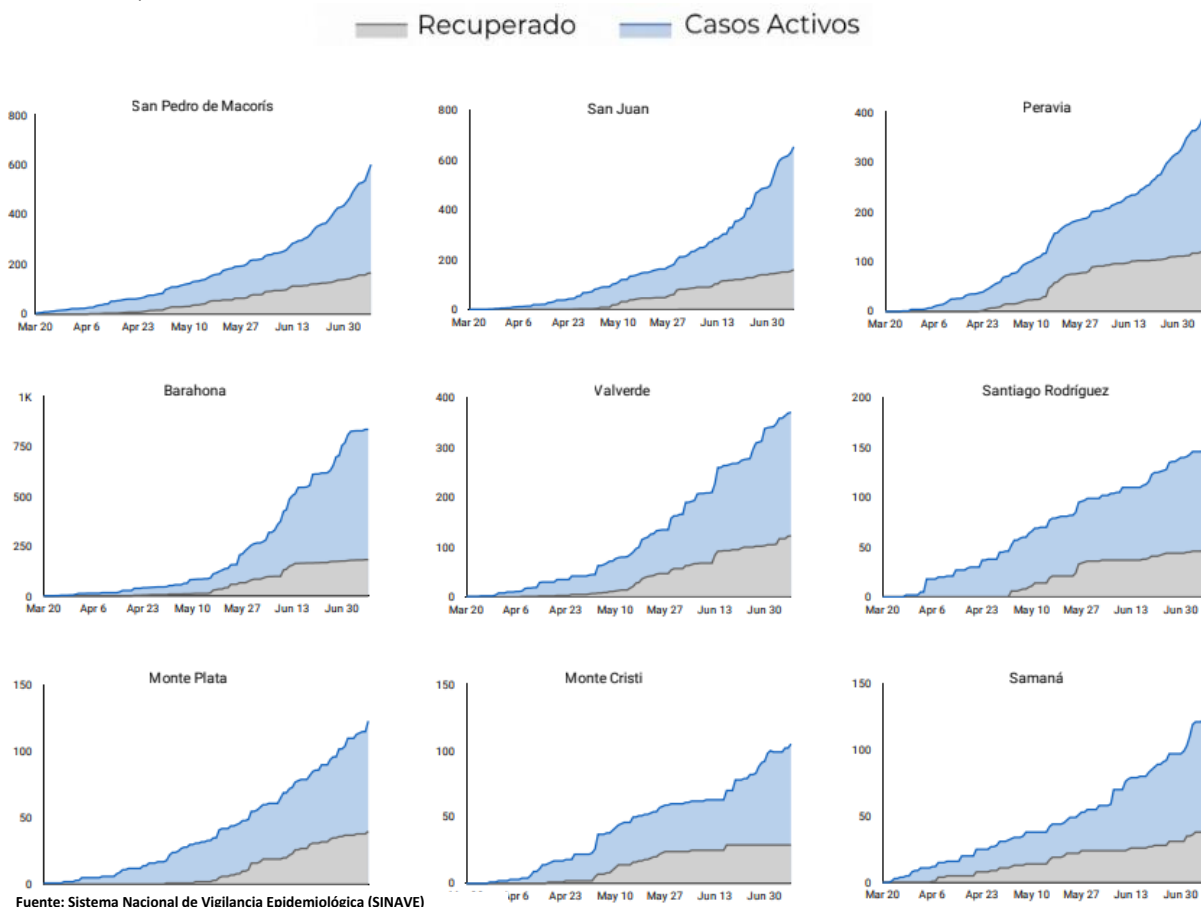 Recuperado Casos Activos
San Pedro de Macorís
800
600
400
200
0
Mar 20 Apr 6 Apr 23 May 10 May 27 Jun 13 Jun 30
San Juan
800
600
400
200
0
Mar 20 Apr 6 Apr 23 May 10 May 27 Jun 13 Jun 30
Peravia
400
300
200
100
0
Mar 20 Apr 6 Apr 23 May 10 May 27 Jun 13 Jun 30
Barahona
1K
750
500
250
0
Mar 20 Apr 6 Apr 23 May 10 May 27 Jun 13 Jun 30
Valverde
400
300
200
100
0
Mar 20 Apr 6 Apr 23 May 10 May 27 Jun 13 Jun 30
Santiago Rodríguez
200
150
100
50
0
Mar 20 Apr 6 Apr 23 May 10 May 27 Jun 13 Jun 30
Monte Plata
150
100
50
0
Monte Cristi
150
100
50
0
Apr 6 Apr 23 May 10 May 27 Jun 13 Jun 30
Samaná
150
100
50
0
Mar 20 Apr 6 Apr 23 May 10 May 27 Jun 13 Jun 30
Fuente: Sistema Nacional de Vigilancia Epidemiológica (SINAVE)